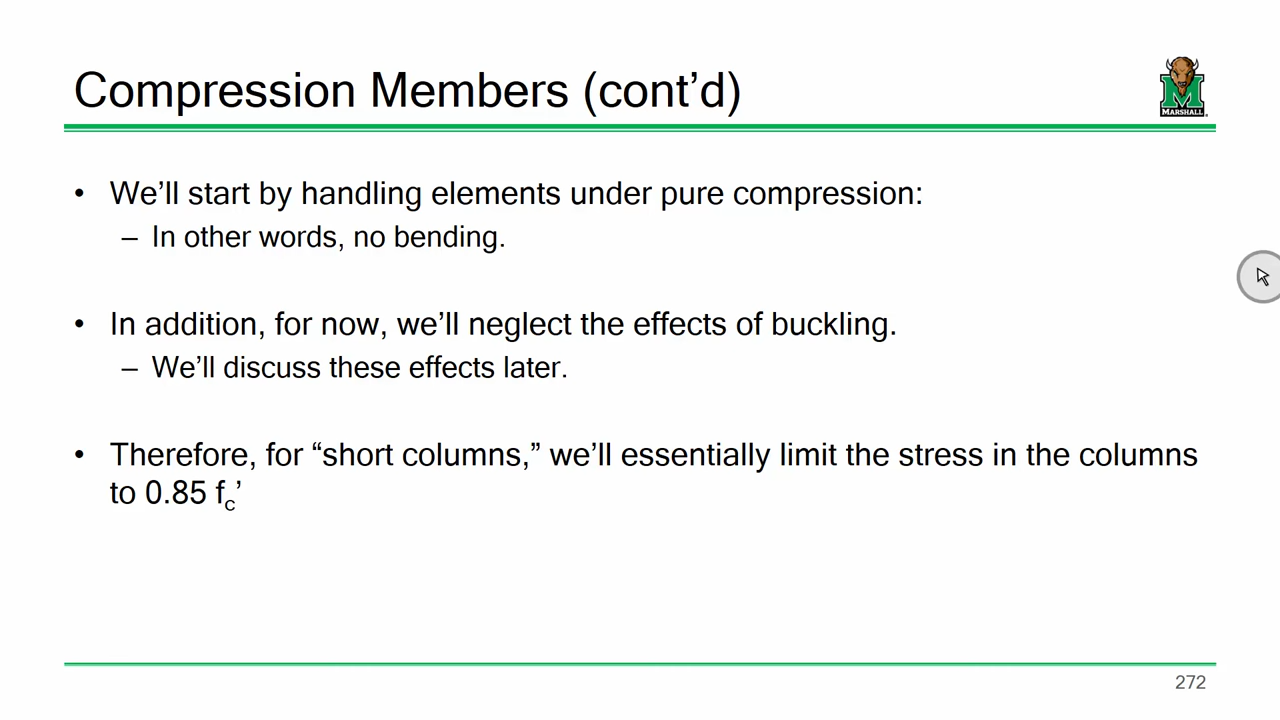 Compression Members (cont’d)
MARSHALL
• We’ll start by handling elements under pure compression:
– In other words, no bending.
• In addition, for now, we’ll neglect the effects of buckling.
– We’ll discuss these effects later.
• Therefore, for “short columns,” we’ll essentially limit the stress in the columns
to 0.85 fc’
272